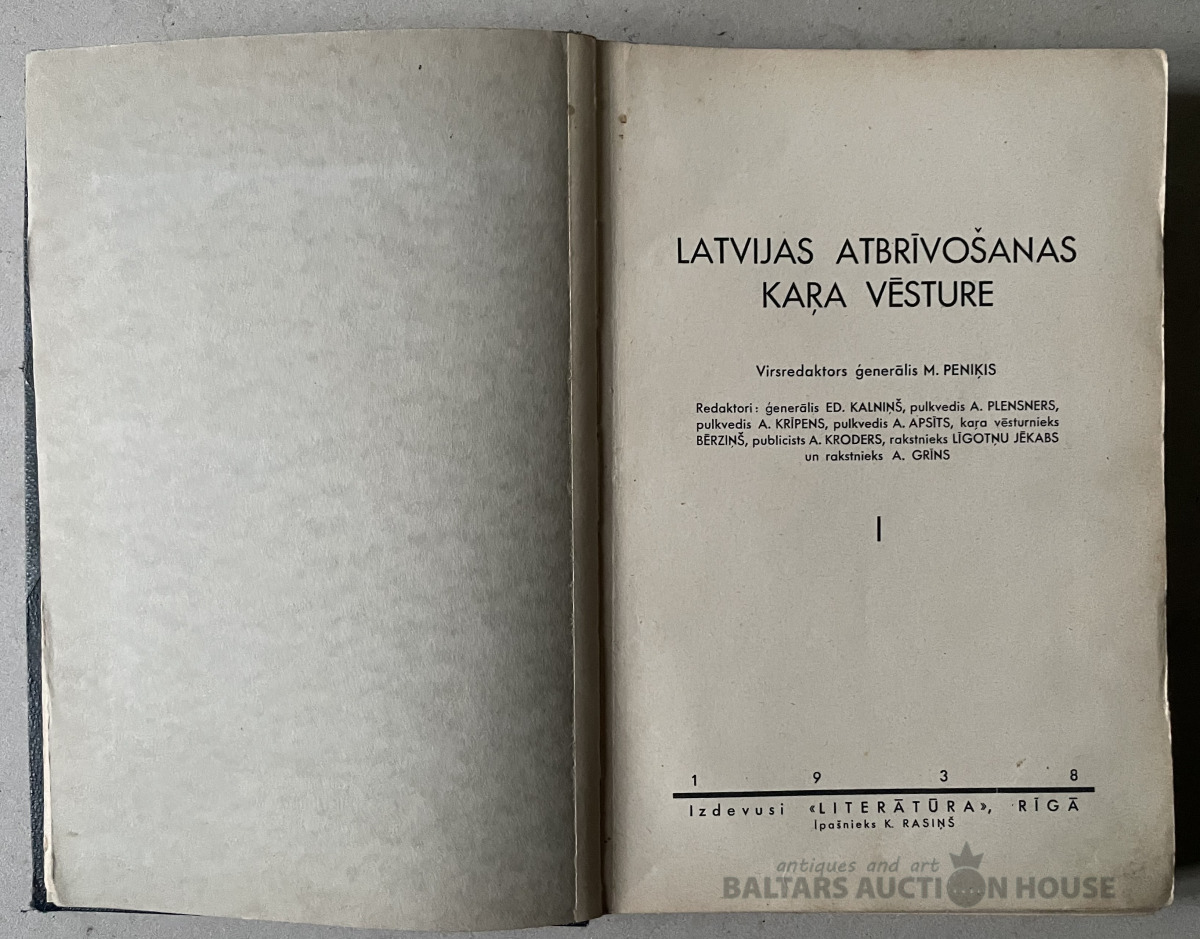 LATVIJAS ATBRĪVOŠANAS
KAŖA VĒSTURE
Virsredaktors ģenerālis M. PENIĶIS
Redaktori: ģenerālis ED. KALNIŅŠ, pulkvedis A. PLENSNERS,
pulkvedis A. KRĪPENS, pulkvedis A. APSĪTS, kaŗa vēsturnieks
BĒRZIŅŠ, publicists A. KRODERS, rakstnieks LĪGOTŅU JĒKABS
un rakstnieks A. GRĪNS
I
1 9 3 8
Izdevusi «LITERĀTŪRA», RĪGĀ
Īpašnieks K. RASIŅŠ
antiques and art
BALTARS AUCTION HOUSE